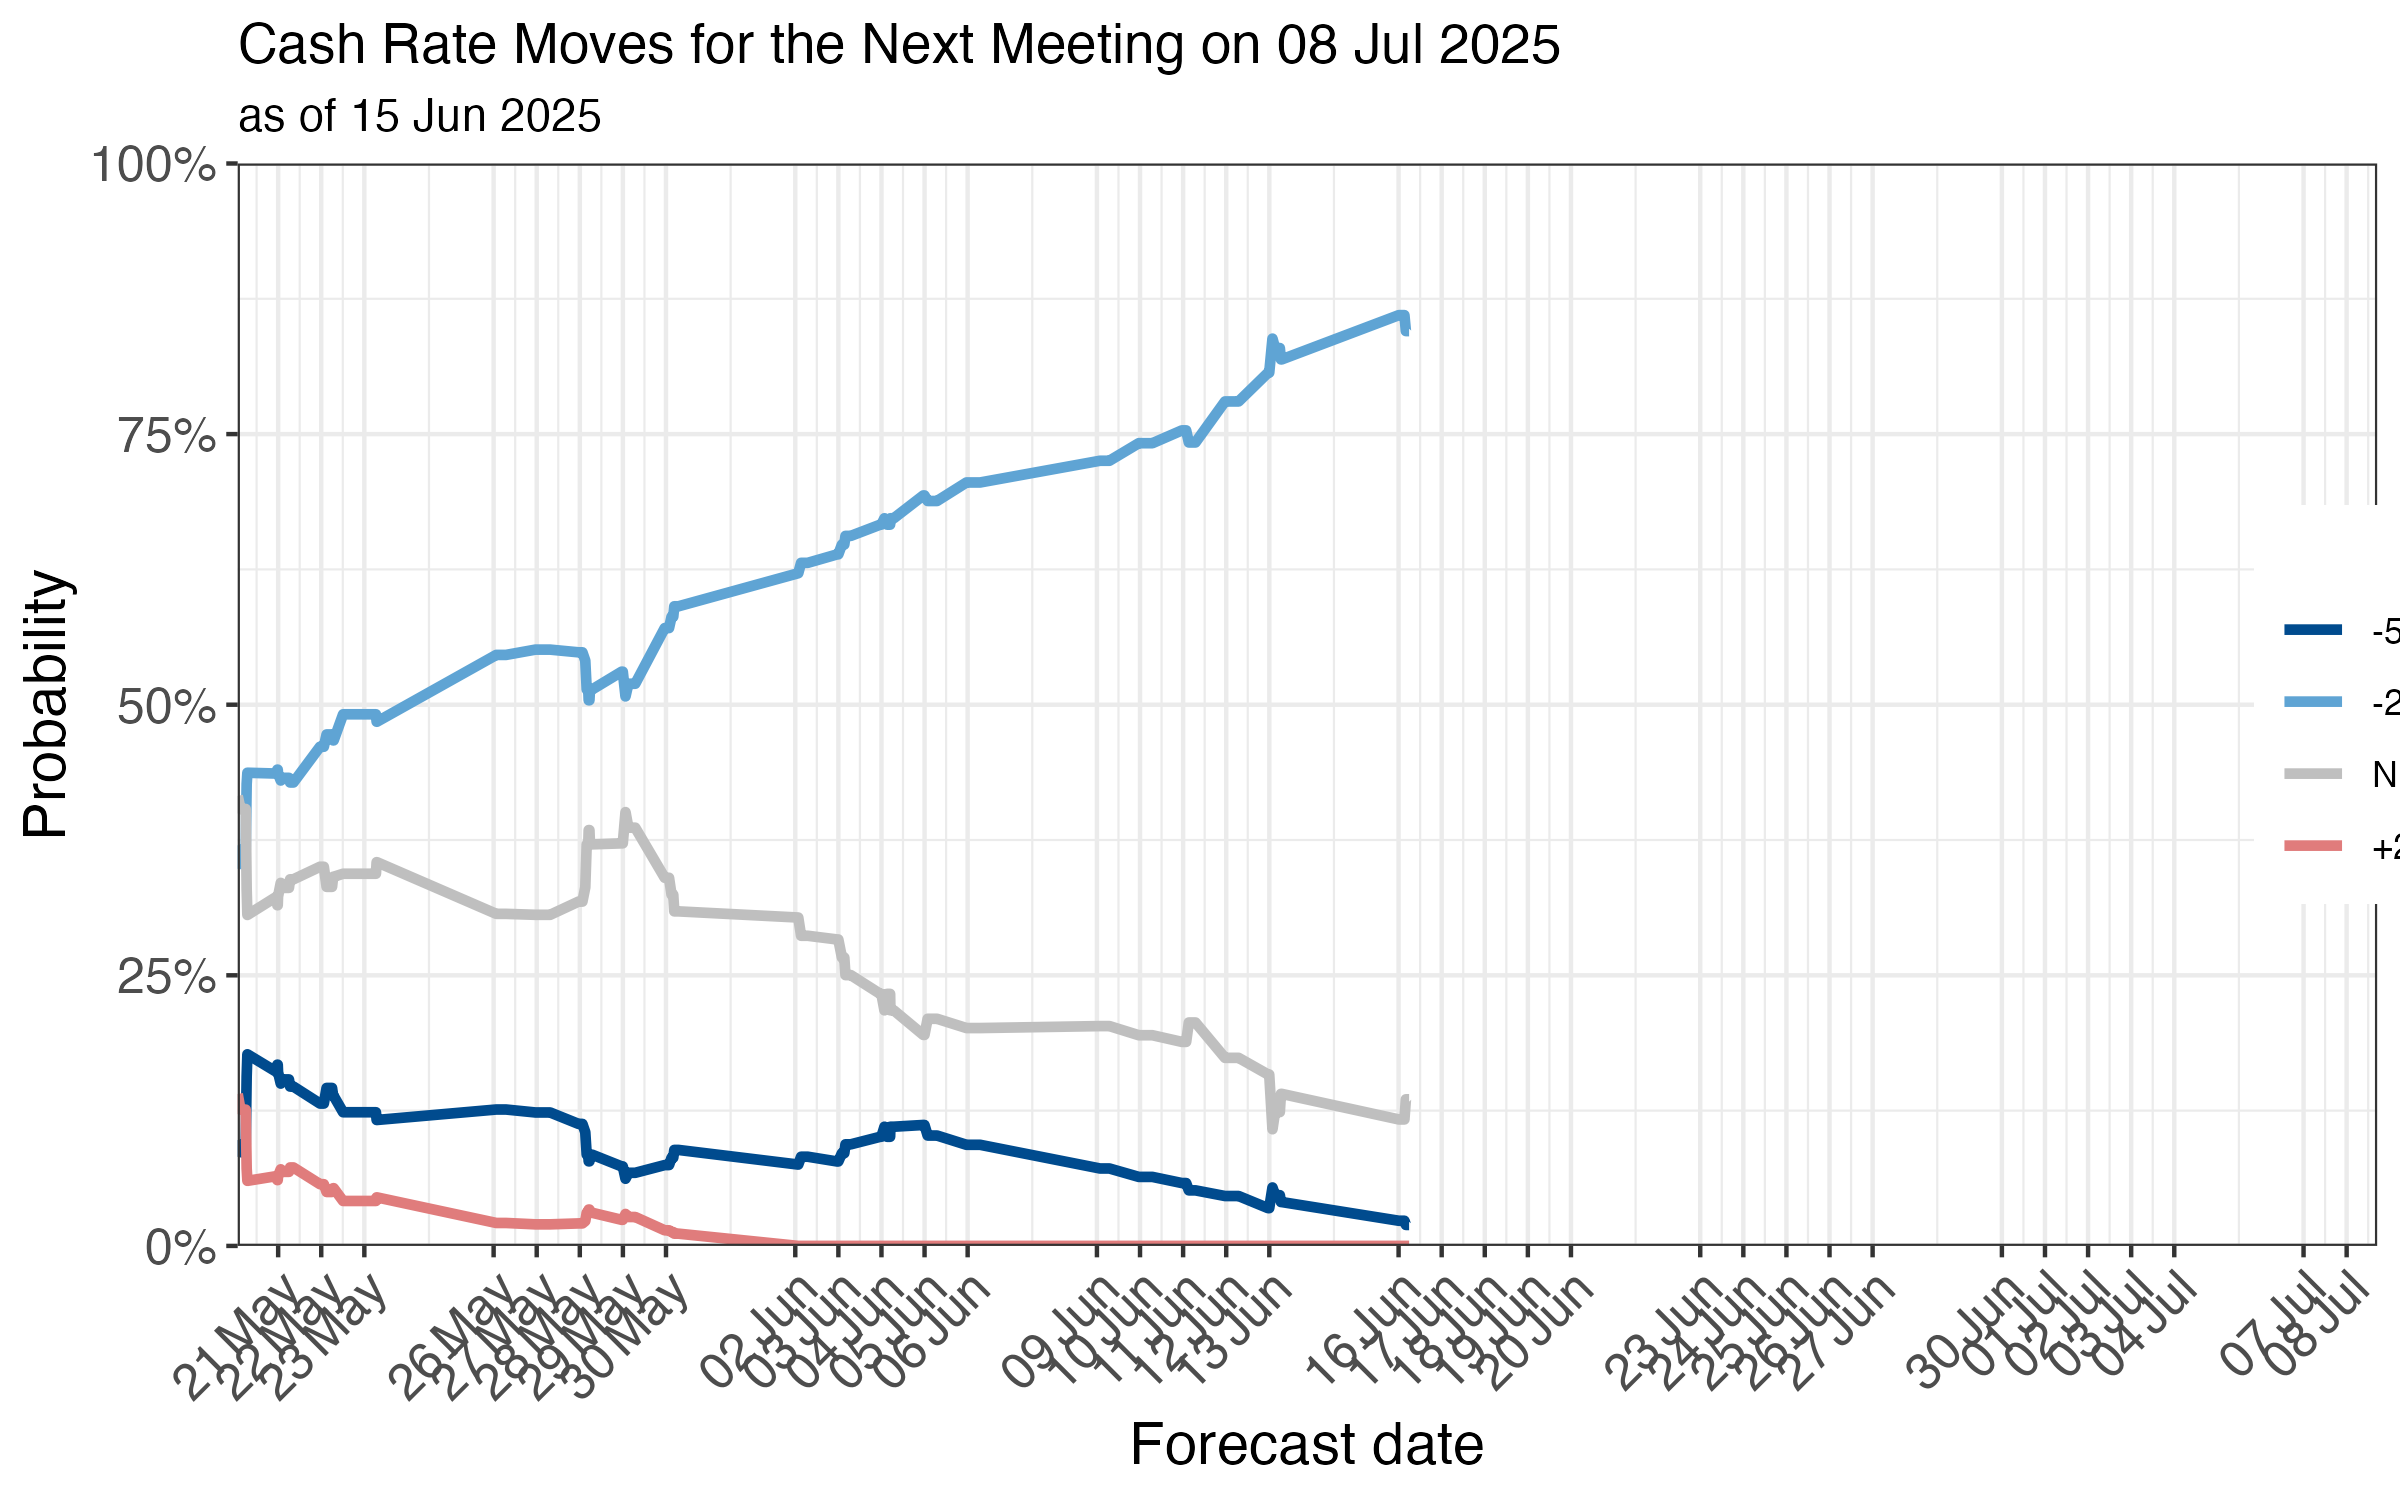 Cash Rate Moves for the Next Meeting on 08 Jul 2025
as of 15 Jun 2025
100%
75%
50%
25%
0%
Probability
-5
-2
N
+2
21 May
22 May
23 May
26 May
27 May
28 May
29 May
30 May
02 Jun
03 Jun
04 Jun
05 Jun
06 Jun
09 Jun
10 Jun
11 Jun
12 Jun
13 Jun
16 Jun
17 Jun
18 Jun
19 Jun
20 Jun
23 Jun
24 Jun
25 Jun
26 Jun
27 Jun
30 Jun
01 Jul
02 Jul
03 Jul
04 Jul
07 Jul
08 Jul
Forecast date